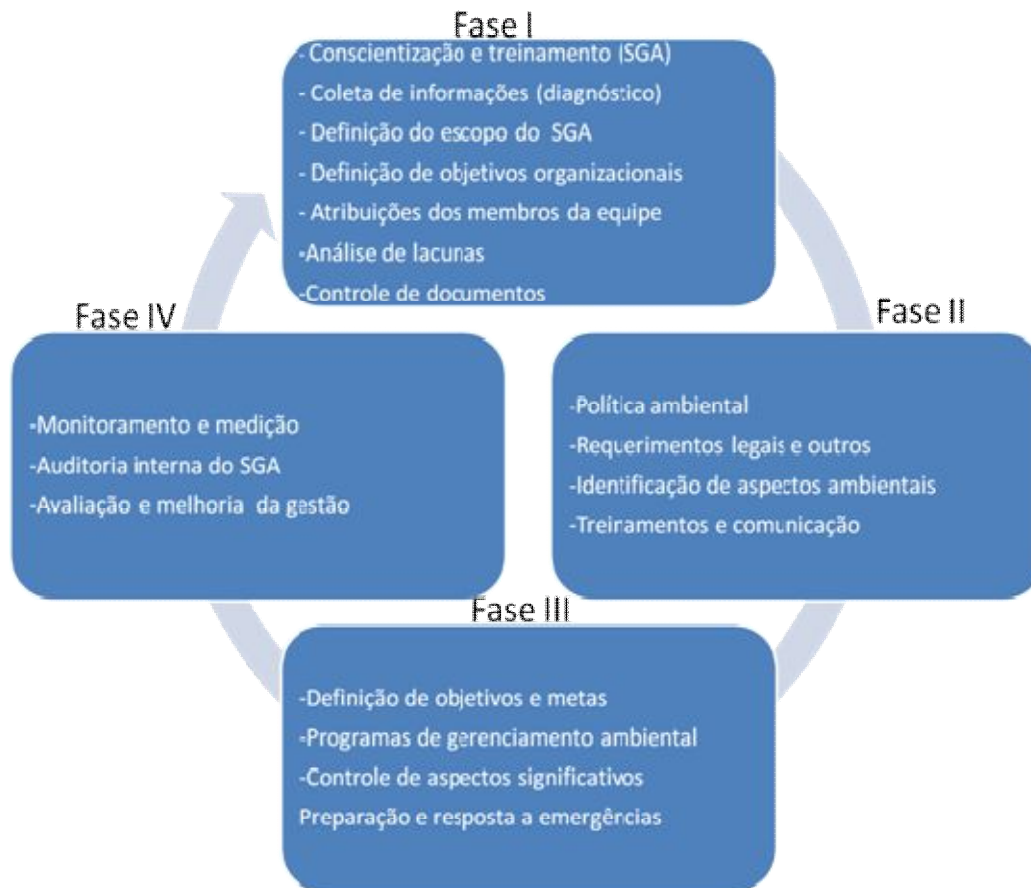 Fase I
- Conscientização e treinamento (SGA)
- Coleta de informações (diagnóstico)
- Definição do escopo do SGA
- Definição de objetivos organizacionais
- Atribuições dos membros da equipe
-Análise de lacunas
-Controle de documentos
Fase II
-Política ambiental
-Requerimentos legais e outros
-Identificação de aspectos ambientais
-Treinamentos e comunicação
Fase III
-Definição de objetivos e metas
-Programas de gerenciamento ambiental
-Controle de aspectos significativos
Preparação e resposta a emergências
Fase IV
-Monitoramento e medição
-Auditoria interna do SGA
-Avaliação e melhoria da gestão